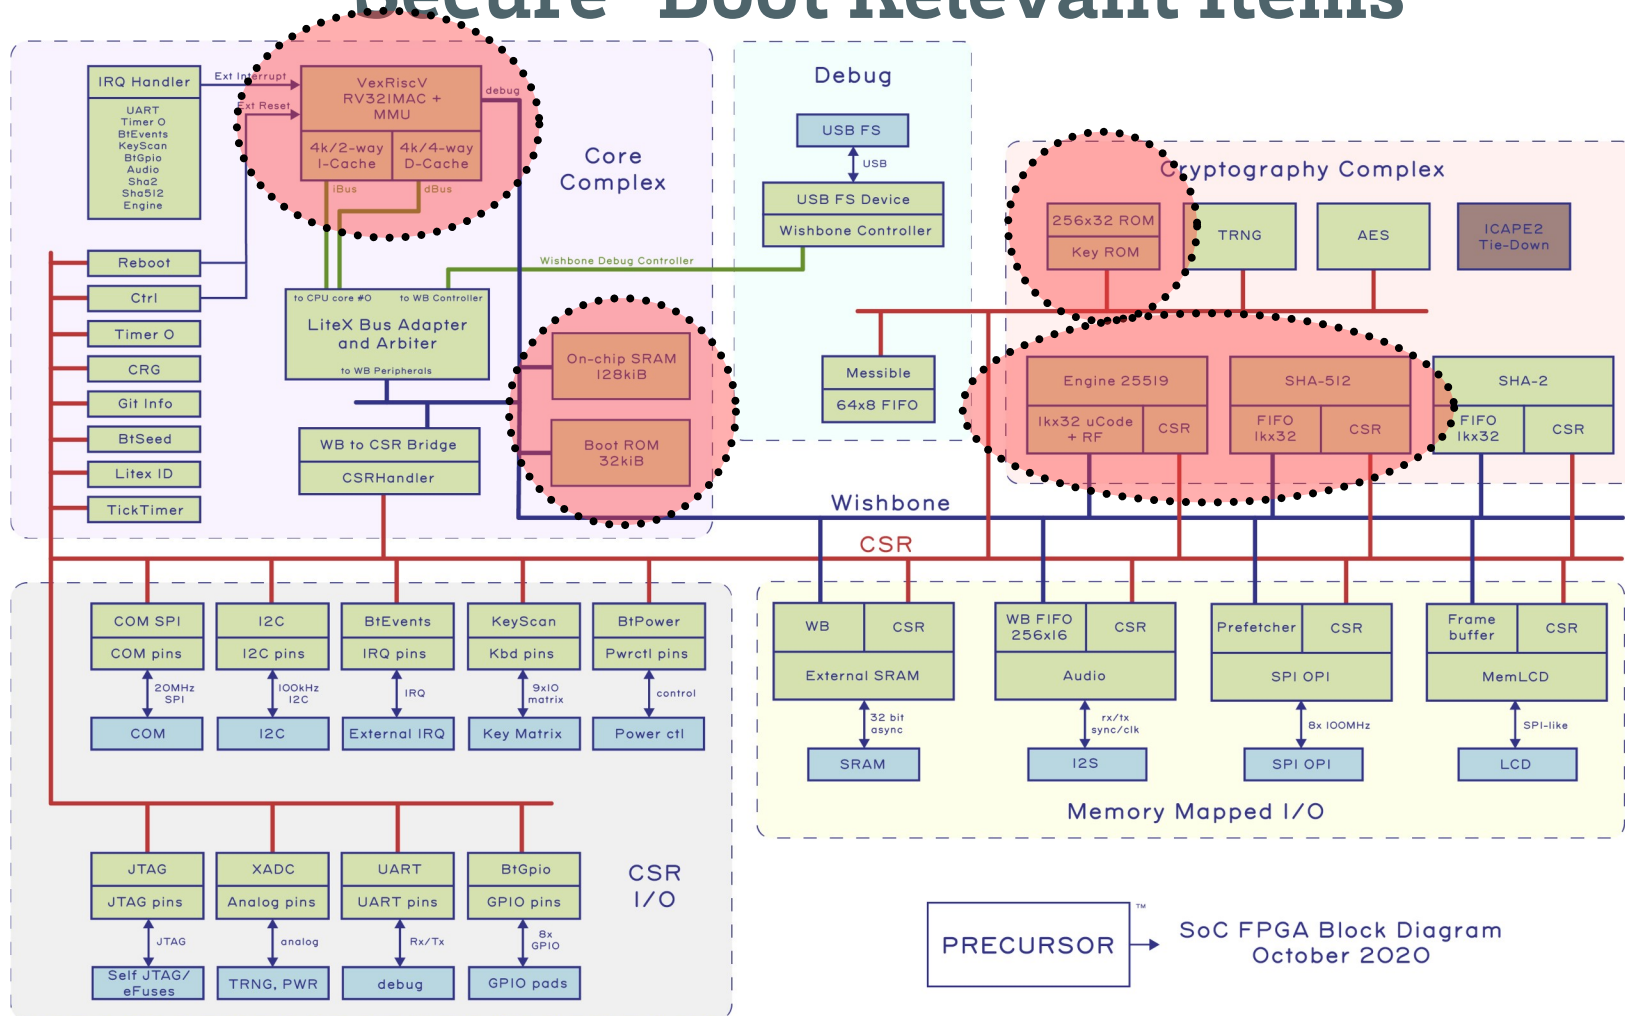 Secure Boot Relevant Items
IRQ Handler
UART
Timer 0
BtEvents
KeyScan
BtGpio
Audio
Sha2
Sha512
Engine
Ext Interrupt
Ext Reset
VexRiscV
RV32IMAC +
MMU
4k/2-way
I-Cache
4k/4-way
D-Cache
debug
iBus
dBus
Core
Complex
Reboot
Ctrl
Timer 0
CRG
Git Info
BtSeed
Litex ID
TickTimer
to CPU core #0
to WB Controller
LiteX Bus Adapter
and Arbiter
to WB Peripherals
WB to CSR Bridge
CSRHandler
On-chip SRAM
128kiB
Boot ROM
32kiB
Debug
USB FS
USB
USB FS Device
Wishbone Controller
Wishbone Debug Controller
Messible
64x8 FIFO
Cryptography Complex
256x32 ROM
Key ROM
TRNG
AES
ICAPE2
Tie-Down
Engine 25519
1kx32 uCode
+ RF
CSR
SHA-512
FIFO
1kx32
CSR
SHA-2
FIFO
1kx32
CSR
Wishbone
CSR
COM SPI
COM pins
20MHz
SPI
COM
I2C
I2C pins
100kHz
I2C
I2C
BtEvents
IRQ pins
IRQ
External IRQ
KeyScan
Kbd pins
9x10
matrix
Key Matrix
BtPower
Pwrctl pins
control
Power ctl
JTAG
JTAG pins
JTAG
Self JTAG/
eFuses
XADC
Analog pins
analog
TRNG, PWR
UART
UART pins
Rx/Tx
debug
BtGpio
GPIO pins
8x
GPIO
GPIO pads
CSR
I/O
WB
CSR
External SRAM
32 bit
async
SRAM
WB FIFO
256x16
CSR
Audio
rx/tx
sync/clk
I2S
Prefetcher
CSR
SPI OPI
8x 100MHz
SPI OPI
Frame
buffer
CSR
MemLCD
SPI-like
LCD
Memory Mapped I/O
PRECURSOR
™
SoC FPGA Block Diagram
October 2020